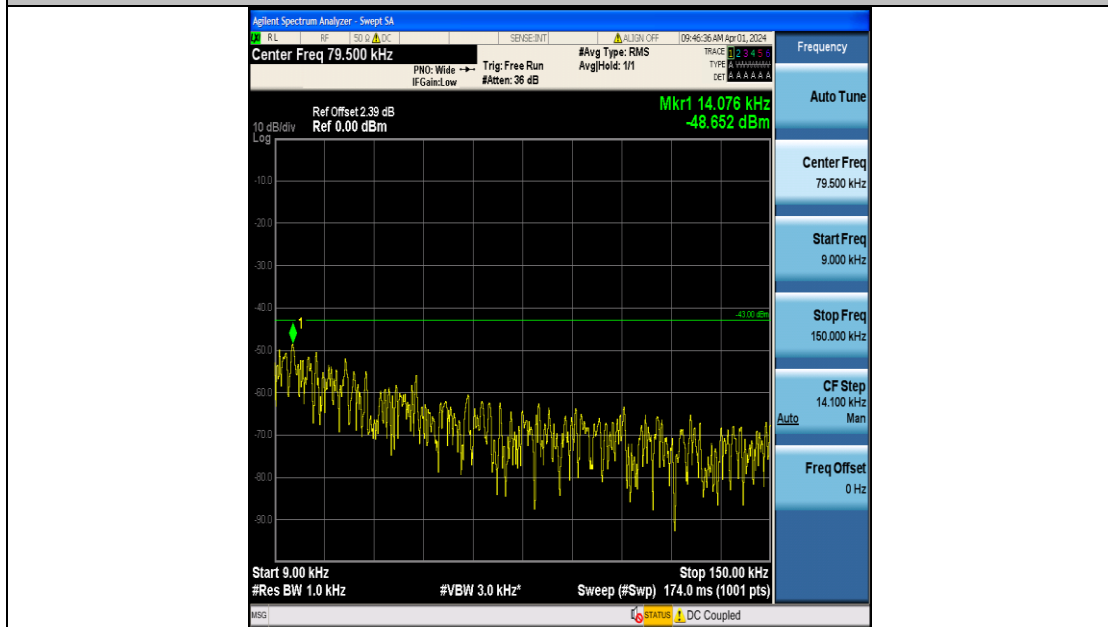 Agilent Spectrum Analyzer - Swept SA
RL RF 50 Ω DC SENSE:INT ALIGN OFF 09:46:36 AM Apr 01, 2024
Center Freq 79.500 kHz
PNO: Wide
IFGain:Low
Trig: Free Run
#Atten: 36 dB
#Avg Type: RMS
Avg|Hold: 1/1
TRACE 1 2 3 4 5 6
TYPE A
DET A A A A A A
Frequency
Mkr1 14.076 kHz
-48.652 dBm
Ref Offset 2.39 dB
10 dB/div Ref 0.00 dBm
Log
-10.0
-20.0
-30.0
-40.0
-43.00 dBm
1
-50.0
-60.0
-70.0
-80.0
-90.0
Start 9.00 kHz Stop 150.00 kHz
#Res BW 1.0 kHz #VBW 3.0 kHz* Sweep (#Swp) 174.0 ms (1001 pts)
Auto Tune
Center Freq
79.500 kHz
Start Freq
9.000 kHz
Stop Freq
150.000 kHz
CF Step
14.100 kHz
Auto Man
Freq Offset
0 Hz
MSG STATUS DC Coupled